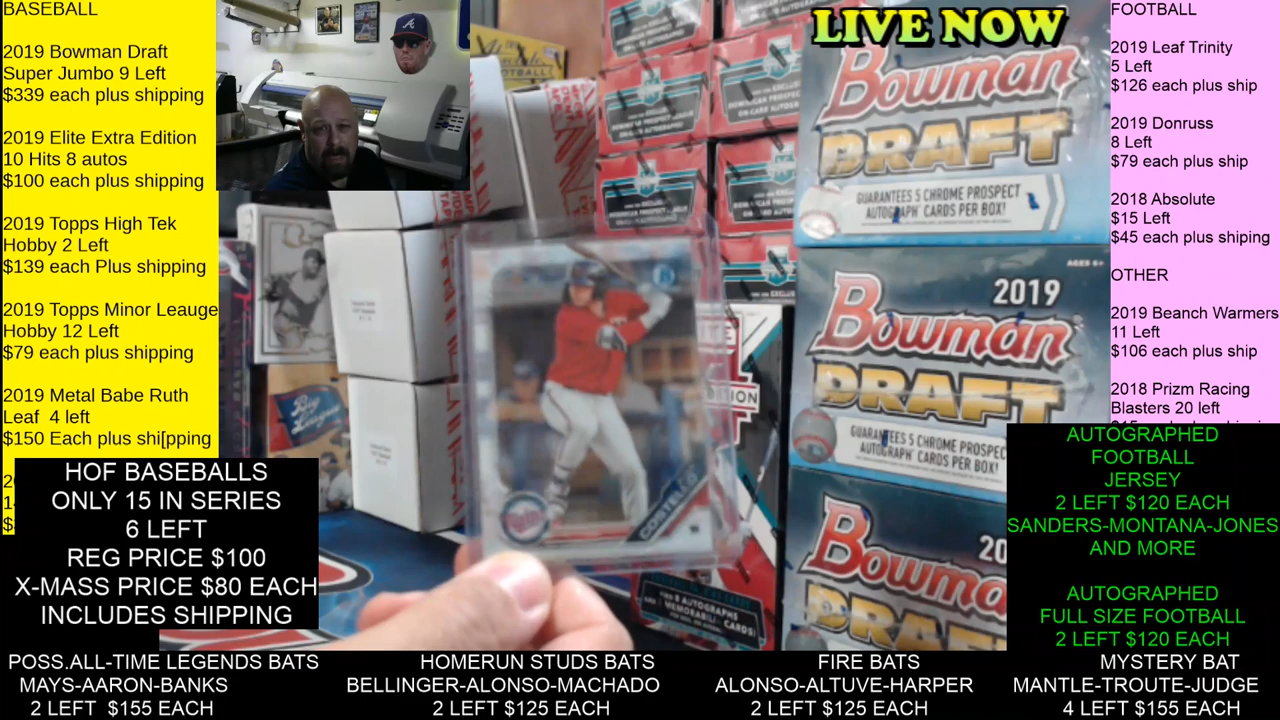 BASEBALL
2019 Bowman Draft
Super Jumbo 9 Left
$339 each plus shipping
2019 Elite Extra Edition
10 Hits 8 autos
$100 each plus shipping
2019 Topps High Tek
Hobby 2 Left
$139 each Plus shipping
2019 Topps Minor Leauge
Hobby 12 Left
$79 each plus shipping
2019 Metal Babe Ruth
Leaf 4 left
$150 Each plus shi[pping
HOF BASEBALLS
ONLY 15 IN SERIES
6 LEFT
REG PRICE $100
X-MASS PRICE $80 EACH
INCLUDES SHIPPING
LIVE NOW
Bowman
DRAFT
GUARANTEES 5 CHROME PROSPECT
AUTOGRAPH CARDS PER BOX!
AGES 6+
2019
Bowman
DRAFT
GUARANTEES 5 CHROME PROSPEC
AUTOGRAPH CARDS PER BOX!
20
Bowma
DRAF
COSTELLO
Big
League
FOOTBALL
2019 Leaf Trinity
5 Left
$126 each plus ship
2019 Donruss
8 Left
$79 each plus ship
2018 Absolute
$15 Left
$45 each plus shiping
OTHER
2019 Beanch Warmers
11 Left
$106 each plus ship
2018 Prizm Racing
Blasters 20 left
AUTOGRAPHED
FOOTBALL
JERSEY
2 LEFT $120 EACH
SANDERS-MONTANA-JONES
AND MORE
AUTOGRAPHED
FULL SIZE FOOTBALL
2 LEFT $120 EACH
POSS.ALL-TIME LEGENDS BATS
MAYS-AARON-BANKS
2 LEFT $155 EACH
HOMERUN STUDS BATS
BELLINGER-ALONSO-MACHADO
2 LEFT $125 EACH
FIRE BATS
ALONSO-ALTUVE-HARPER
2 LEFT $125 EACH
MYSTERY BAT
MANTLE-TROUTE-JUDGE
4 LEFT $155 EACH